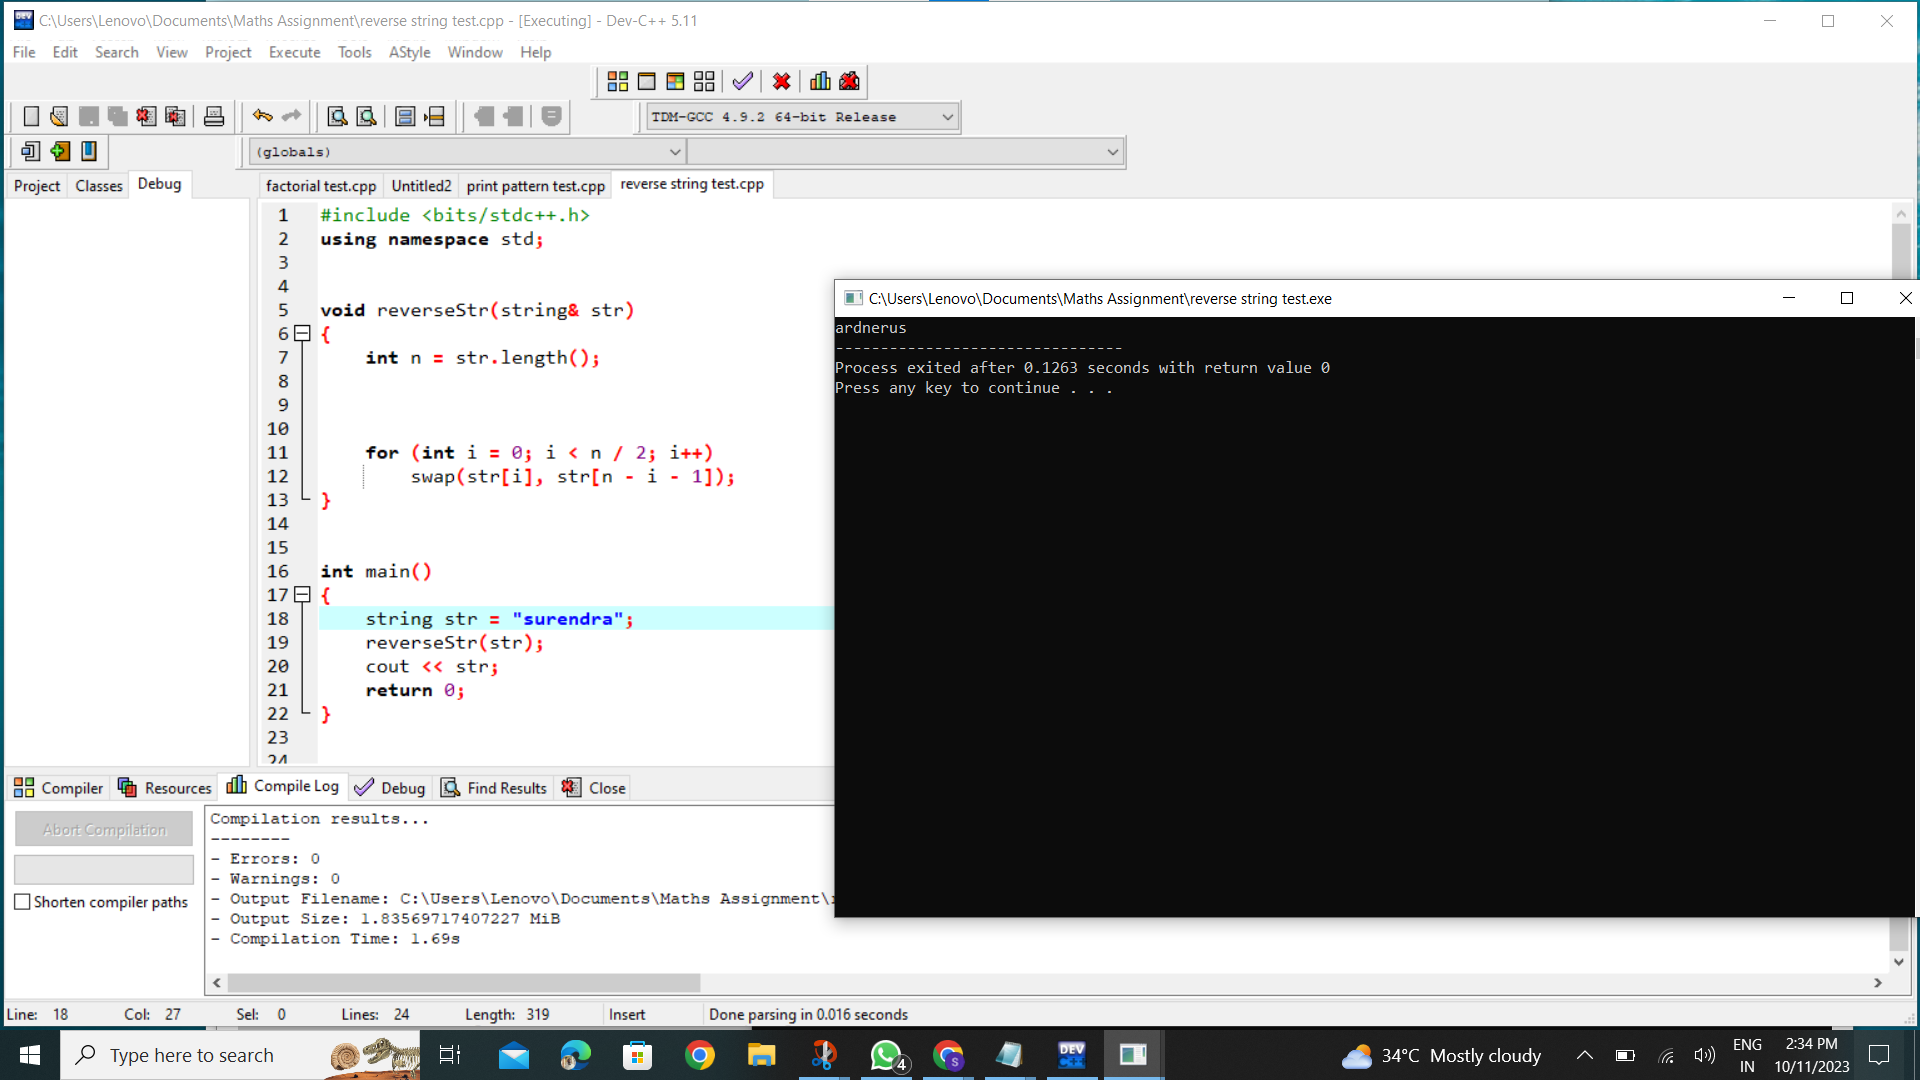 C:\Users\Lenovo\Documents\Maths Assignment\reverse string test.cpp - [Executing] - Dev-C++ 5.11
File Edit Search View Project Execute Tools AStyle Window Help
TDM-GCC 4.9.2 64-bit Release
(globals)
Project Classes Debug
factorial test.cpp Untitled2 print pattern test.cpp reverse string test.cpp
1 #include <bits/stdc++.h>
2 using namespace std;
3
4
5 void reverseStr(string& str)
6 {
7 int n = str.length();
8
9
10
11 for (int i = 0; i < n / 2; i++)
12 swap(str[i], str[n - i - 1]);
13 }
14
15
16 int main()
17 {
18 string str = "surendra";
19 reverseStr(str);
20 cout << str;
21 return 0;
22 }
23
24
C:\Users\Lenovo\Documents\Maths Assignment\reverse string test.exe
ardnerus
--------------------------------
Process exited after 0.1263 seconds with return value 0
Press any key to continue . . .
Compiler Resources Compile Log Debug Find Results Close
Abort Compilation
Shorten compiler paths
Compilation results...
--------
- Errors: 0
- Warnings: 0
- Output Filename: C:\Users\Lenovo\Documents\Maths Assignment\
- Output Size: 1.83569717407227 MiB
- Compilation Time: 1.69s
Line: 18 Col: 27 Sel: 0 Lines: 24 Length: 319 Insert Done parsing in 0.016 seconds
Type here to search
4
S
DEV
34°C Mostly cloudy
ENG
IN
2:34 PM
10/11/2023